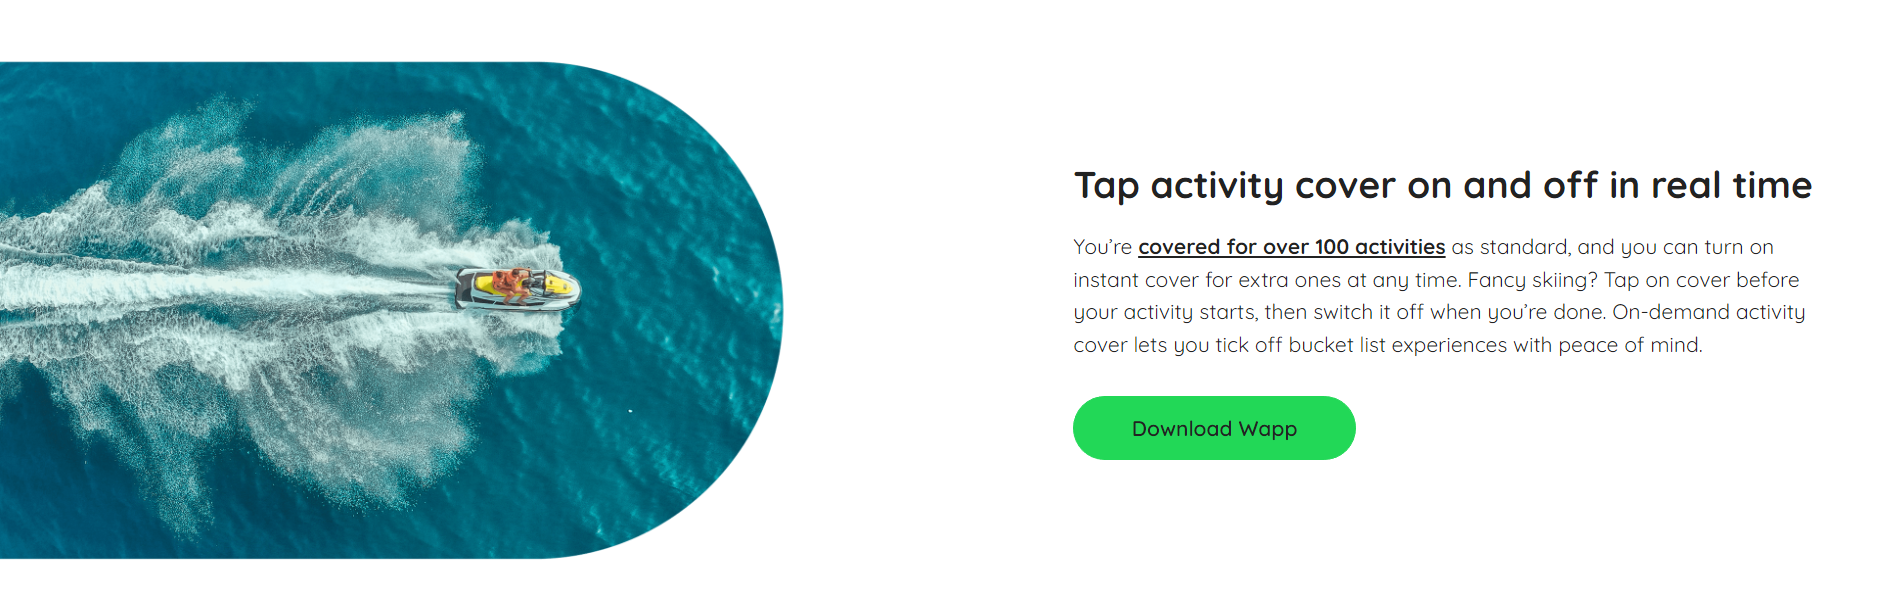 Tap activity cover on and off in real time
You’re covered for over 100 activities as standard, and you can turn on
instant cover for extra ones at any time. Fancy skiing? Tap on cover before
your activity starts, then switch it off when you’re done. On-demand activity
cover lets you tick off bucket list experiences with peace of mind.
Download Wapp